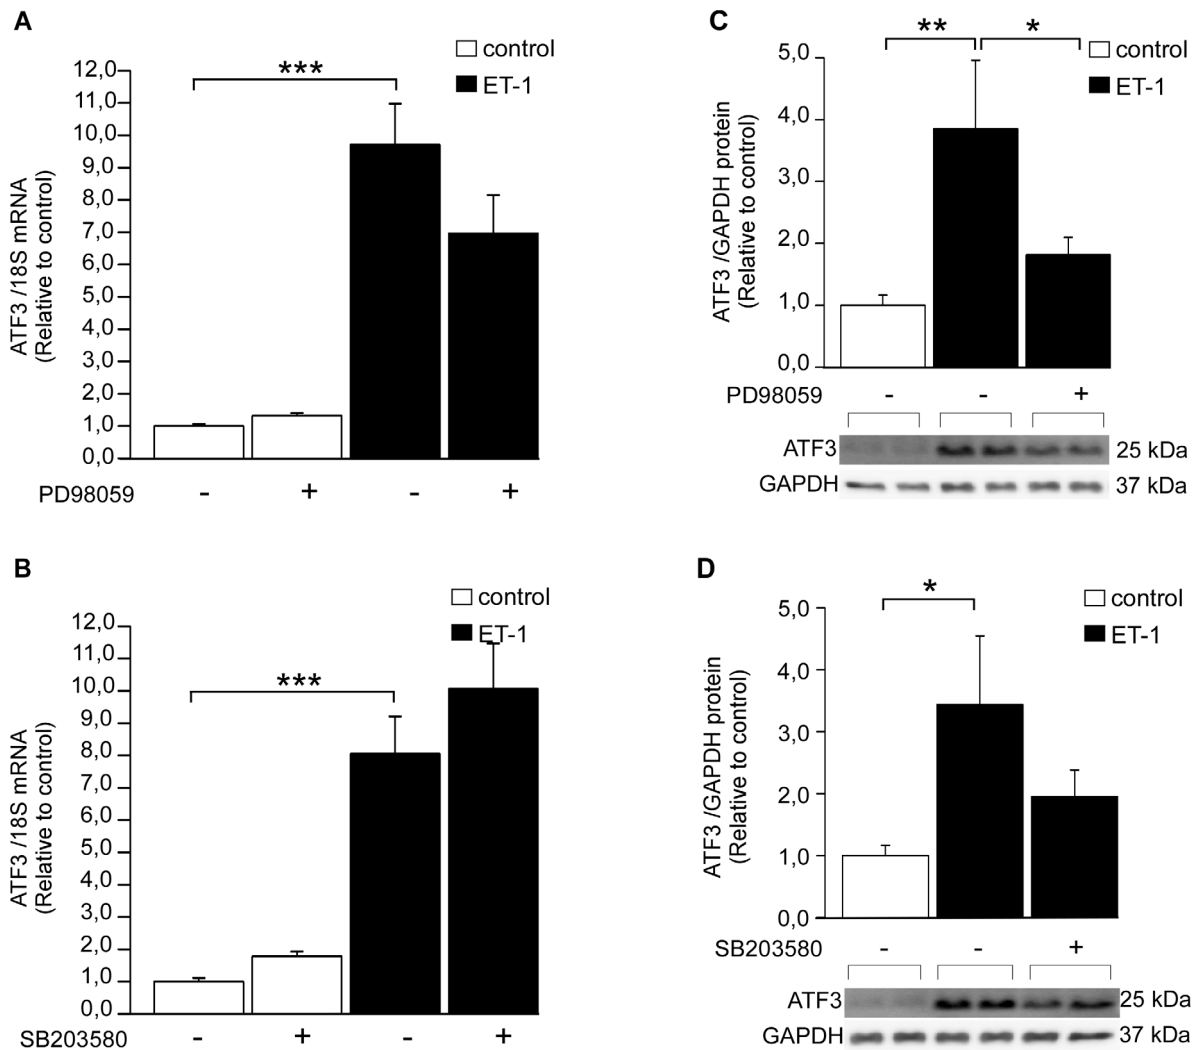 A
control
ET-1
***
12,0
11,0
10,0
9,0
8,0
7,0
6,0
5,0
4,0
3,0
2,0
1,0
0,0
ATF3 /18S mRNA
(Relative to control)
PD98059 - + - +
B
control
ET-1
***
12,0
11,0
10,0
9,0
8,0
7,0
6,0
5,0
4,0
3,0
2,0
1,0
0,0
ATF3 /18S mRNA
(Relative to control)
SB203580 - + - +
C
control
ET-1
** *
5,0
4,0
3,0
2,0
1,0
0,0
ATF3 /GAPDH protein
(Relative to control)
PD98059 - - +
ATF3 25 kDa
GAPDH 37 kDa
D
control
ET-1
*
5,0
4,0
3,0
2,0
1,0
0,0
ATF3 /GAPDH protein
(Relative to control)
SB203580 - - +
ATF3 25 kDa
GAPDH 37 kDa